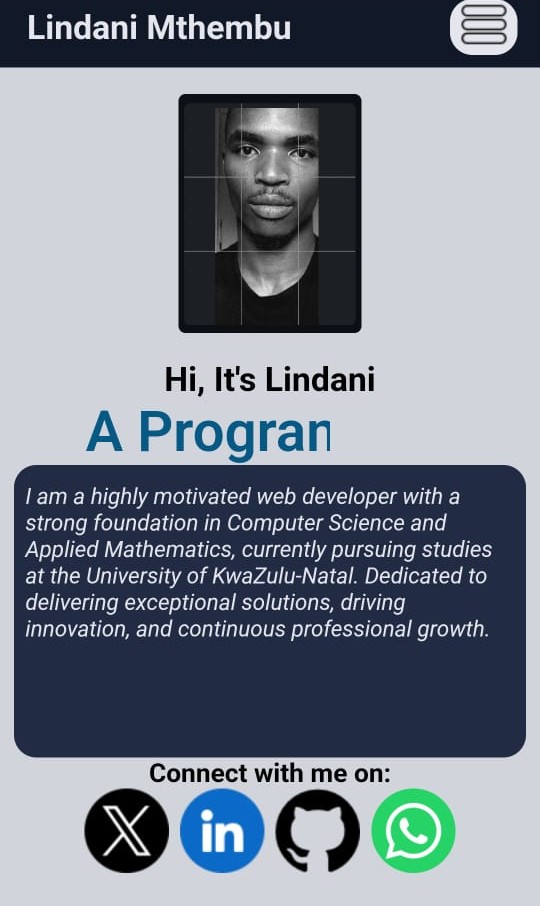 Lindani Mthembu
Hi, It's Lindani
A Progran
I am a highly motivated web developer with a
strong foundation in Computer Science and
Applied Mathematics, currently pursuing studies
at the University of KwaZulu-Natal. Dedicated to
delivering exceptional solutions, driving
innovation, and continuous professional growth.
Connect with me on:
in